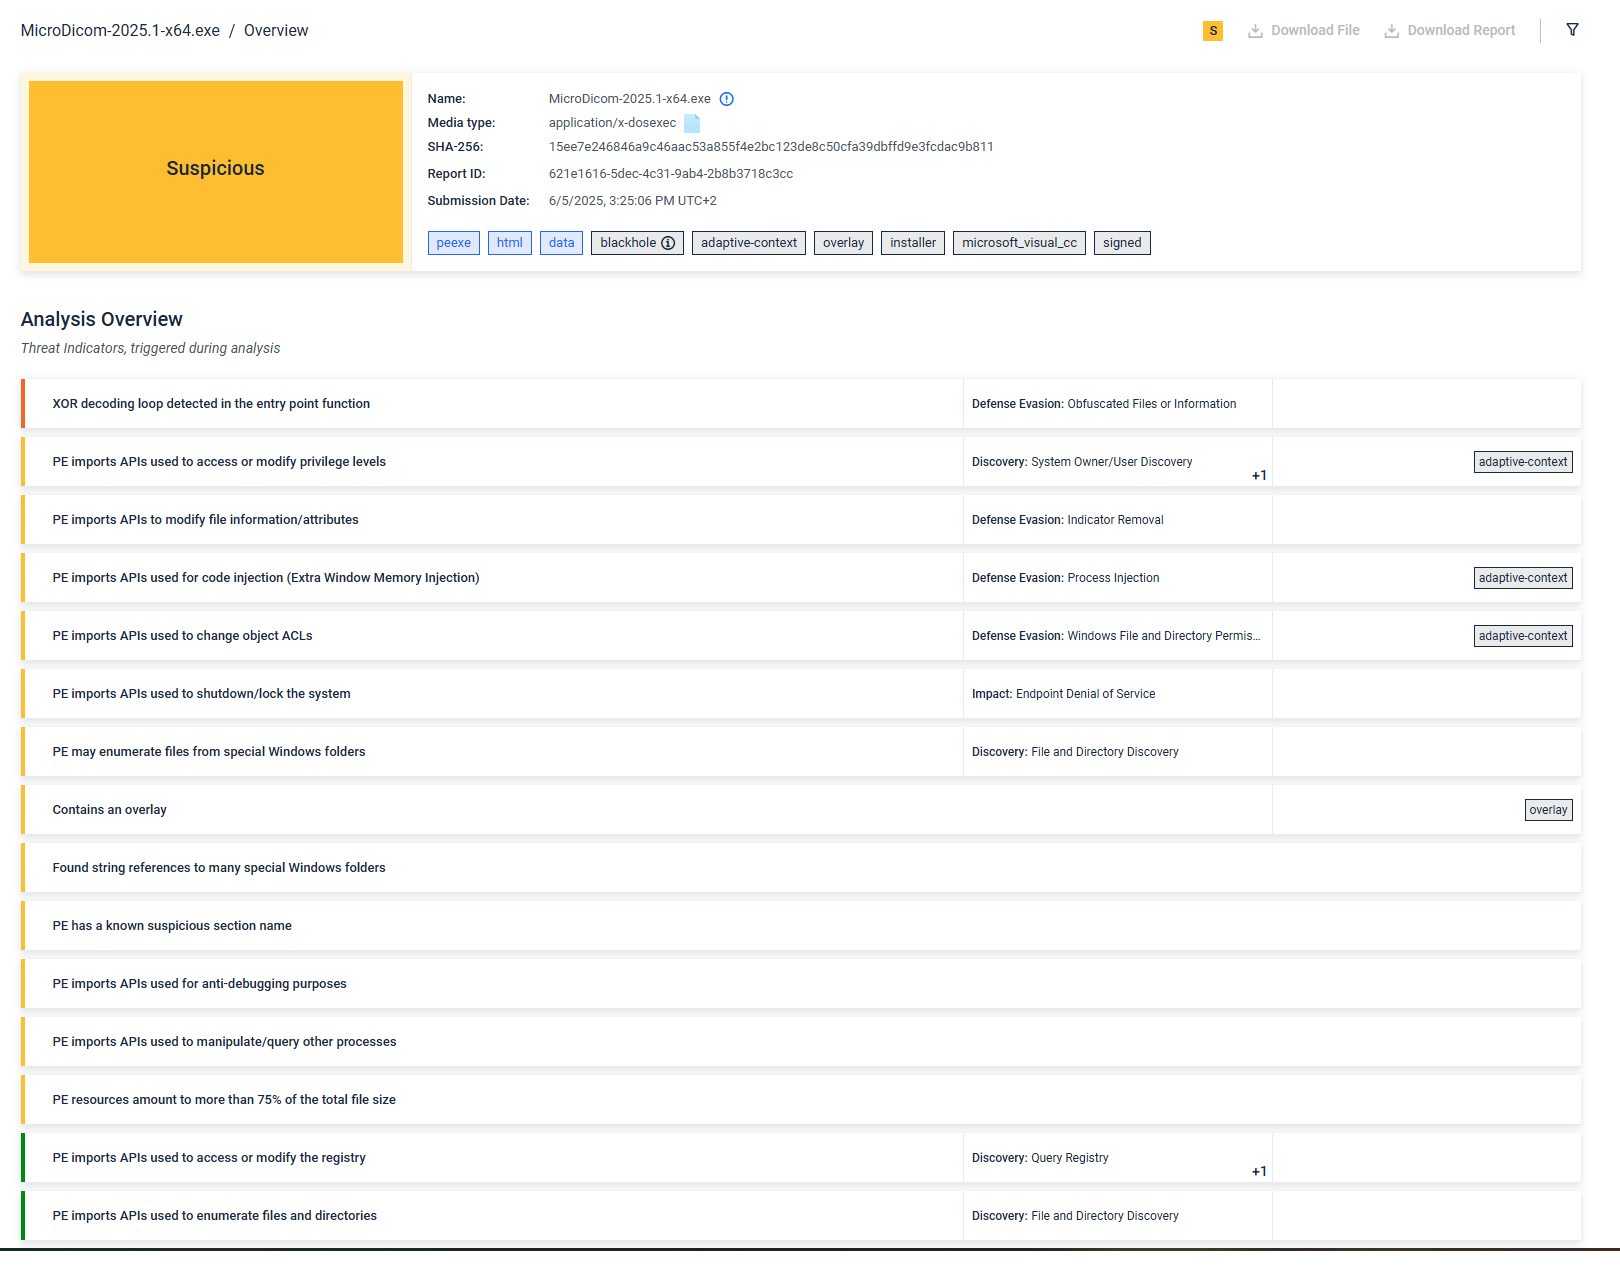 MicroDicom-2025.1-x64.exe / Overview
S Download File Download Report
Suspicious
Name: MicroDicom-2025.1-x64.exe
Media type: application/x-dosexec
SHA-256: 15ee7e246846a9c46aac53a855f4e2bc123de8c50cfa39dbffd9e3fcdac9b811
Report ID: 621e1616-5dec-4c31-9ab4-2b8b3718c3cc
Submission Date: 6/5/2025, 3:25:06 PM UTC+2
peexe html data blackhole adaptive-context overlay installer microsoft_visual_cc signed
Analysis Overview
Threat Indicators, triggered during analysis
XOR decoding loop detected in the entry point function Defense Evasion: Obfuscated Files or Information
PE imports APIs used to access or modify privilege levels Discovery: System Owner/User Discovery +1 adaptive-context
PE imports APIs to modify file information/attributes Defense Evasion: Indicator Removal
PE imports APIs used for code injection (Extra Window Memory Injection) Defense Evasion: Process Injection adaptive-context
PE imports APIs used to change object ACLs Defense Evasion: Windows File and Directory Permis... adaptive-context
PE imports APIs used to shutdown/lock the system Impact: Endpoint Denial of Service
PE may enumerate files from special Windows folders Discovery: File and Directory Discovery
Contains an overlay overlay
Found string references to many special Windows folders
PE has a known suspicious section name
PE imports APIs used for anti-debugging purposes
PE imports APIs used to manipulate/query other processes
PE resources amount to more than 75% of the total file size
PE imports APIs used to access or modify the registry Discovery: Query Registry +1
PE imports APIs used to enumerate files and directories Discovery: File and Directory Discovery